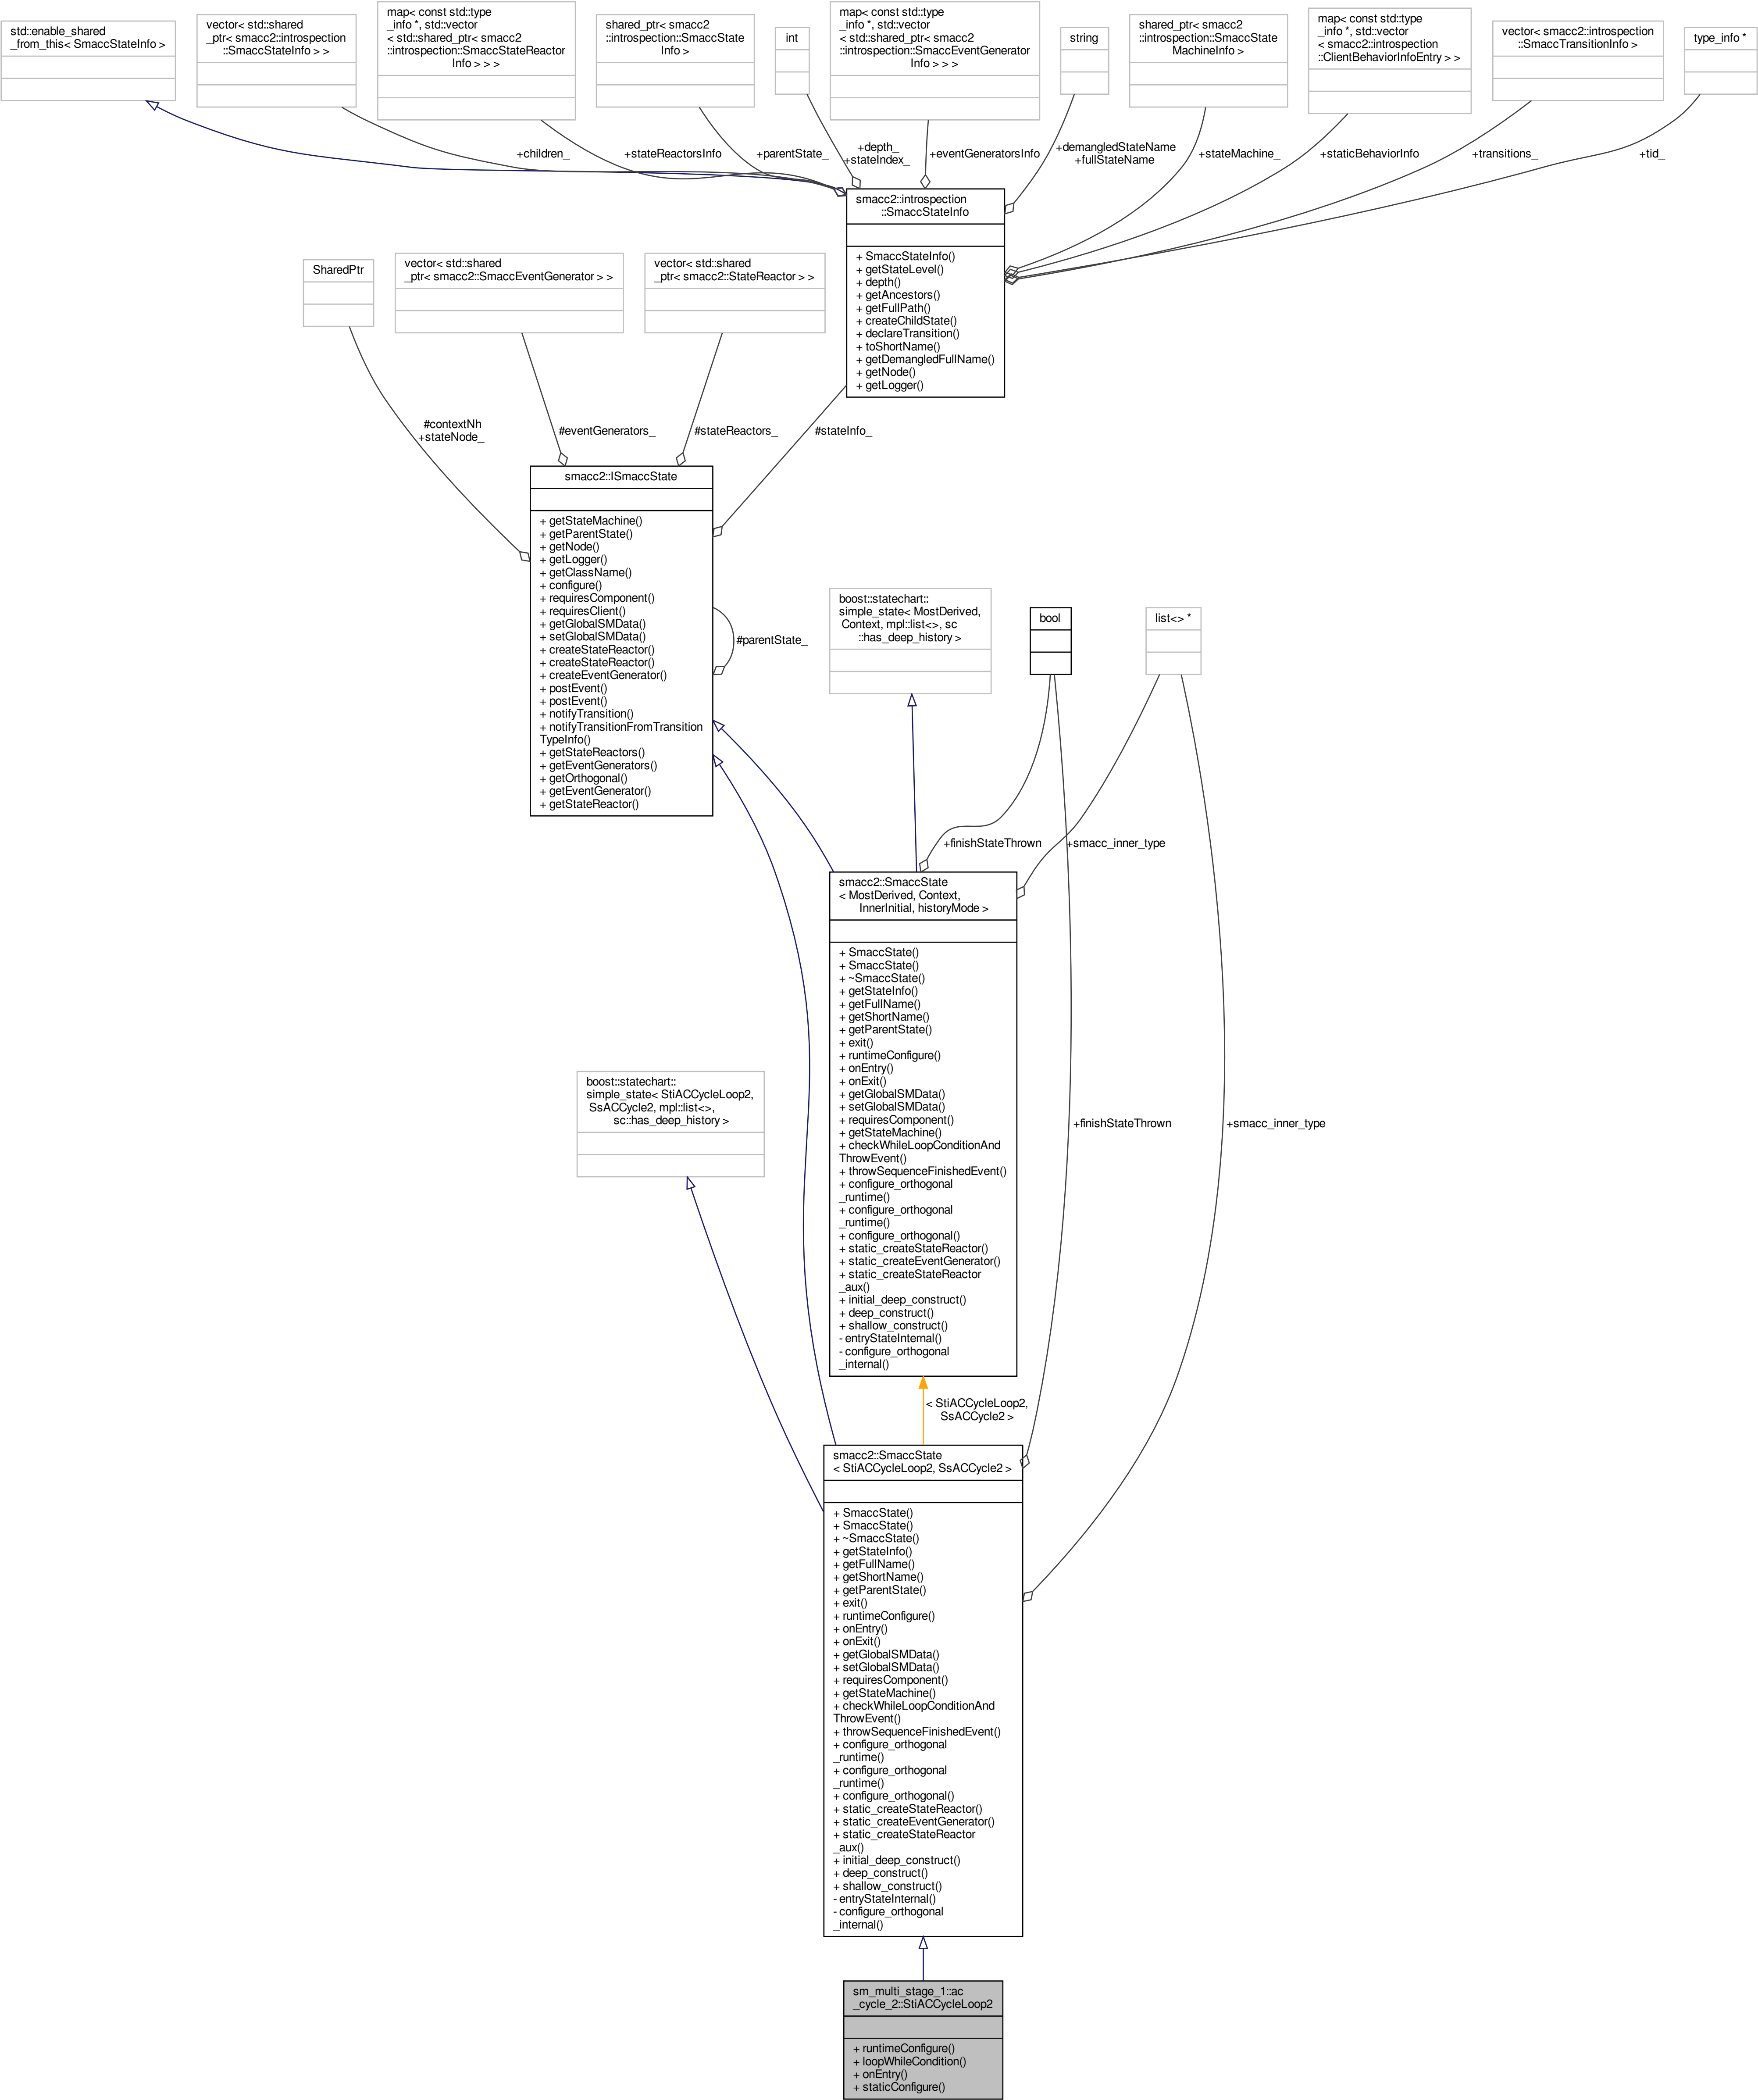 std::enable_shared
_from_this< SmaccStateInfo >
vector< std::shared
_ptr< smacc2::introspection
::SmaccStateInfo > >
map< const std::type
_info *, std::vector
< std::shared_ptr< smacc2
::introspection::SmaccStateReactor
Info > > >
shared_ptr< smacc2
::introspection::SmaccState
Info >
int
map< const std::type
_info *, std::vector
< std::shared_ptr< smacc2
::introspection::SmaccEventGenerator
Info > > >
string
shared_ptr< smacc2
::introspection::SmaccState
MachineInfo >
map< const std::type
_info *, std::vector
< smacc2::introspection
::ClientBehaviorInfoEntry > >
vector< smacc2::introspection
::SmaccTransitionInfo >
type_info *
+children_
+stateReactorsInfo
+parentState_
+depth_
+stateIndex_
+eventGeneratorsInfo
+demangledStateName
+fullStateName
+stateMachine_
+staticBehaviorInfo
+transitions_
+tid_
smacc2::introspection
::SmaccStateInfo
+ SmaccStateInfo()
+ getStateLevel()
+ depth()
+ getAncestors()
+ getFullPath()
+ createChildState()
+ declareTransition()
+ toShortName()
+ getDemangledFullName()
+ getNode()
+ getLogger()
SharedPtr
vector< std::shared
_ptr< smacc2::SmaccEventGenerator > >
vector< std::shared
_ptr< smacc2::StateReactor > >
#contextNh
+stateNode_
#eventGenerators_
#stateReactors_
#stateInfo_
smacc2::ISmaccState
+ getStateMachine()
+ getParentState()
+ getNode()
+ getLogger()
+ getClassName()
+ configure()
+ requiresComponent()
+ requiresClient()
+ getGlobalSMData()
+ setGlobalSMData()
+ createStateReactor()
+ createStateReactor()
+ createEventGenerator()
+ postEvent()
+ postEvent()
+ notifyTransition()
+ notifyTransitionFromTransition
TypeInfo()
+ getStateReactors()
+ getEventGenerators()
+ getOrthogonal()
+ getEventGenerator()
+ getStateReactor()
#parentState_
boost::statechart::
simple_state< MostDerived,
Context, mpl::list<>, sc
::has_deep_history >
bool
list<> *
+finishStateThrown
+smacc_inner_type
smacc2::SmaccState
< MostDerived, Context,
InnerInitial, historyMode >
+ SmaccState()
+ SmaccState()
+ ~SmaccState()
+ getStateInfo()
+ getFullName()
+ getShortName()
+ getParentState()
+ exit()
+ runtimeConfigure()
+ onEntry()
+ onExit()
+ getGlobalSMData()
+ setGlobalSMData()
+ requiresComponent()
+ getStateMachine()
+ checkWhileLoopConditionAnd
ThrowEvent()
+ throwSequenceFinishedEvent()
+ configure_orthogonal
_runtime()
+ configure_orthogonal
_runtime()
+ configure_orthogonal()
+ static_createStateReactor()
+ static_createEventGenerator()
+ static_createStateReactor
_aux()
+ initial_deep_construct()
+ deep_construct()
+ shallow_construct()
- entryStateInternal()
- configure_orthogonal
_internal()
boost::statechart::
simple_state< StiACCycleLoop2,
SsACCycle2, mpl::list<>,
sc::has_deep_history >
+finishStateThrown
+smacc_inner_type
< StiACCycleLoop2,
SsACCycle2 >
smacc2::SmaccState
< StiACCycleLoop2, SsACCycle2 >
+ SmaccState()
+ SmaccState()
+ ~SmaccState()
+ getStateInfo()
+ getFullName()
+ getShortName()
+ getParentState()
+ exit()
+ runtimeConfigure()
+ onEntry()
+ onExit()
+ getGlobalSMData()
+ setGlobalSMData()
+ requiresComponent()
+ getStateMachine()
+ checkWhileLoopConditionAnd
ThrowEvent()
+ throwSequenceFinishedEvent()
+ configure_orthogonal
_runtime()
+ configure_orthogonal
_runtime()
+ configure_orthogonal()
+ static_createStateReactor()
+ static_createEventGenerator()
+ static_createStateReactor
_aux()
+ initial_deep_construct()
+ deep_construct()
+ shallow_construct()
- entryStateInternal()
- configure_orthogonal
_internal()
sm_multi_stage_1::ac
_cycle_2::StiACCycleLoop2
+ runtimeConfigure()
+ loopWhileCondition()
+ onEntry()
+ staticConfigure()